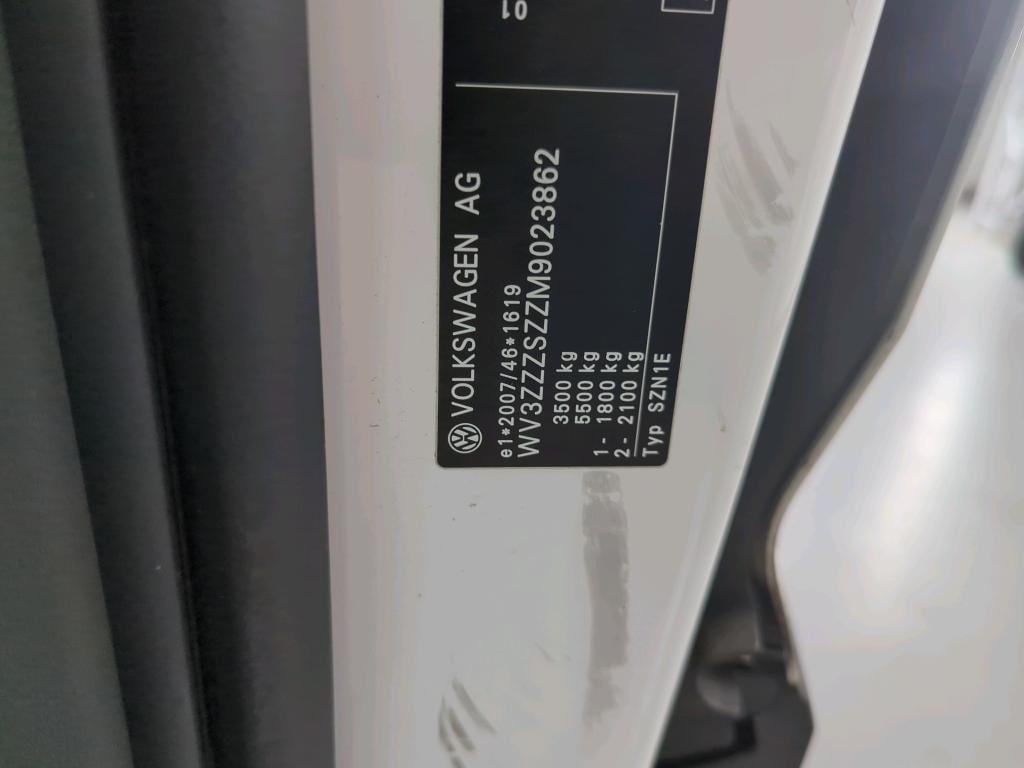 VOLKSWAGEN AG
e1*2007/46*1619
WV3ZZZSZZM9023862
3500 kg
5500 kg
1- 1800 kg
2- 2100 kg
Typ SZN1E
01